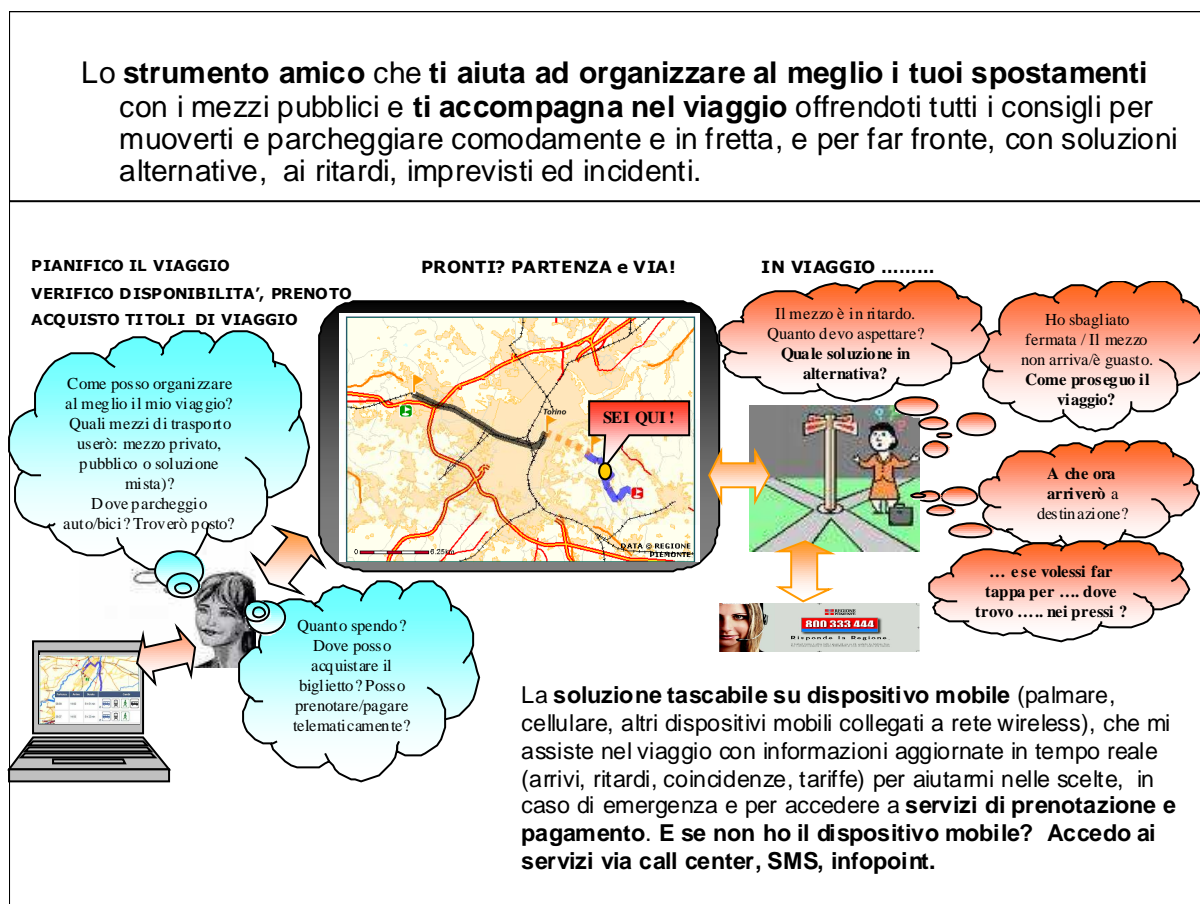 Lo strumento amico che ti aiuta ad organizzare al meglio i tuoi spostamenti
con i mezzi pubblici e ti accompagna nel viaggio offrendoti tutti i consigli per
muoverti e parcheggiare comodamente e in fretta, e per far fronte, con soluzioni
alternative, ai ritardi, imprevisti ed incidenti.
PIANIFICO IL VIAGGIO
VERIFICO DISPONIBILITA’, PRENOTO
ACQUISTO TITOLI DI VIAGGIO
Come posso organizzare
al meglio il mio viaggio?
Quali mezzi di trasporto
userò: mezzo privato,
pubblico o soluzione
mista)?
Dove parcheggio
auto/bici? Troverò posto?
Quanto spendo?
Dove posso
acquistare il
biglietto? Posso
prenotare/pagare
telematicamente?
PRONTI? PARTENZA e VIA!
Torino
SEI QUI !
0 6.25km
DATA © REGIONE
PIEMONTE
IN VIAGGIO ………
Il mezzo è in ritardo.
Quanto devo aspettare?
Quale soluzione in
alternativa?
Ho sbagliato
fermata / Il mezzo
non arriva/è guasto.
Come proseguo il
viaggio?
A che ora
arriverò a
destinazione?
… e se volessi far
tappa per …. dove
trovo ….. nei pressi ?
REGIONE
PIEMONTE
800 333 444
Risponde la Regione.
La soluzione tascabile su dispositivo mobile (palmare,
cellulare, altri dispositivi mobili collegati a rete wireless), che mi
assiste nel viaggio con informazioni aggiornate in tempo reale
(arrivi, ritardi, coincidenze, tariffe) per aiutarmi nelle scelte, in
caso di emergenza e per accedere a servizi di prenotazione e
pagamento. E se non ho il dispositivo mobile? Accedo ai
servizi via call center, SMS, infopoint.